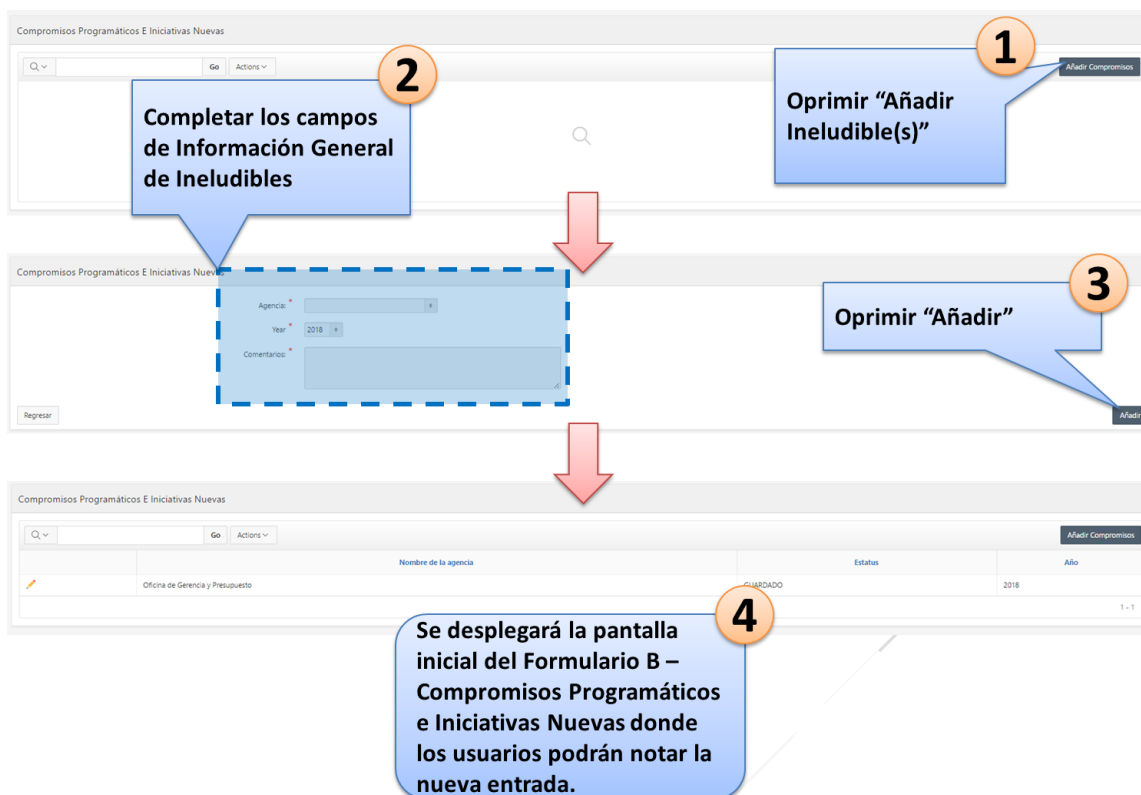 Compromisos Programáticos E Iniciativas Nuevas
Go
Actions
Añadir Compromisos
1
Oprimir “Añadir
Ineludible(s)”
2
Completar los campos
de Información General
de Ineludibles
Compromisos Programáticos E Iniciativas Nuevas
Agencia: *
Year *
2018
Comentarios: *
3
Oprimir “Añadir”
Regresar
Añadir
Compromisos Programáticos E Iniciativas Nuevas
Go
Actions
Añadir Compromisos
Nombre de la agencia
Estatus
Año
Oficina de Gerencia y Presupuesto
GUARDADO
2018
1 - 1
4
Se desplegará la pantalla
inicial del Formulario B –
Compromisos Programáticos
e Iniciativas Nuevas donde
los usuarios podrán notar la
nueva entrada.